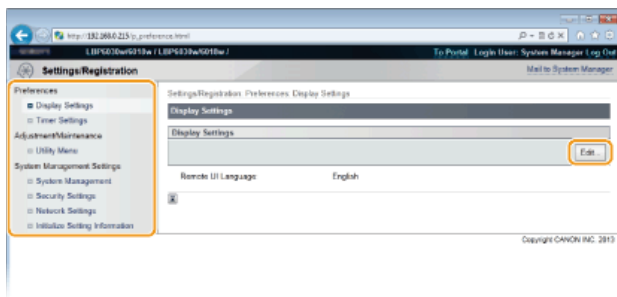 http://192.168.0.215/p_preference.html
LBP6030w/6018w / LBP6030w/6018w /
To Portal Login User: System Manager Log Out
Settings/Registration
Mail to System Manager
Preferences
Display Settings
Timer Settings
Adjustment/Maintenance
Utility Menu
System Management Settings
System Management
Security Settings
Network Settings
Initialize Setting Information
Settings/Registration: Preferences: Display Settings
Display Settings
Display Settings
Edit...
Remote UI Language: English
Copyright CANON INC. 2013